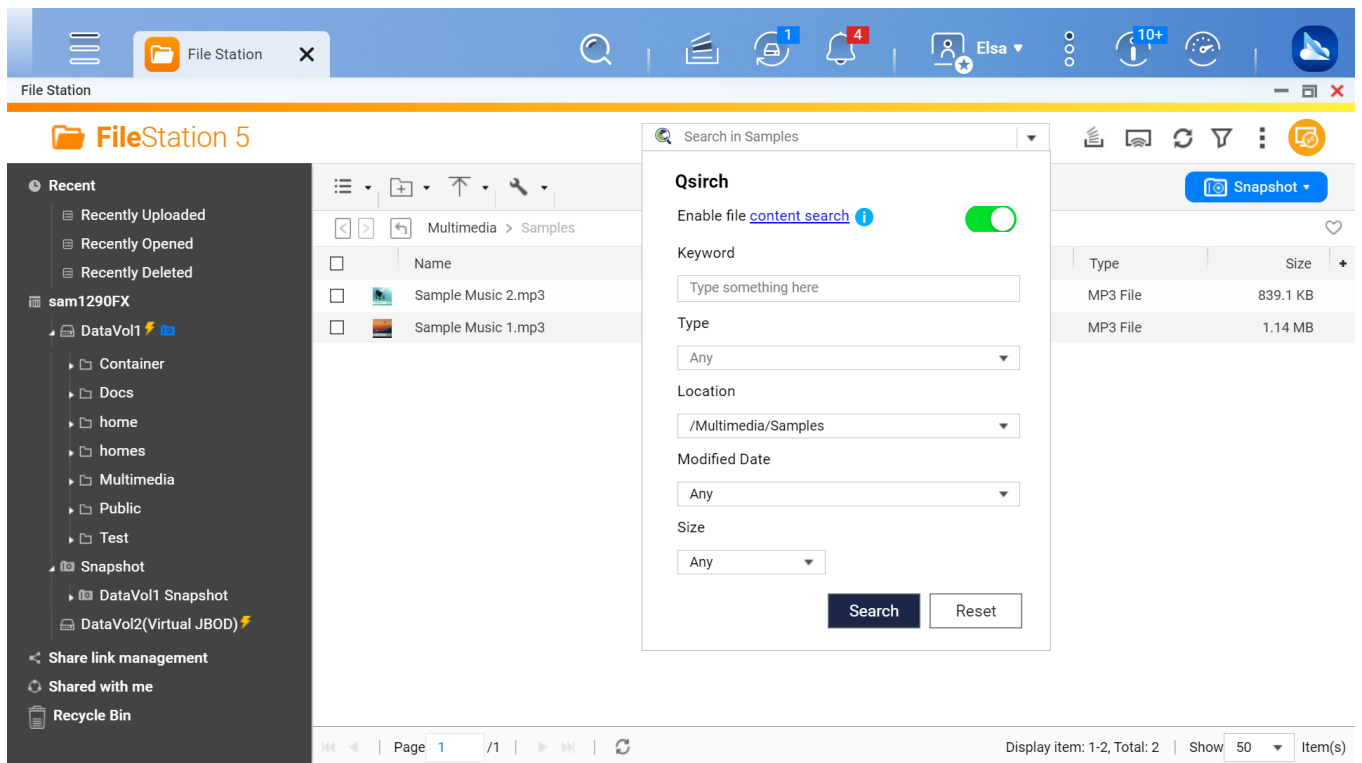 File Station
1
4
Elsa
10+
File Station
FileStation 5
Search in Samples
Recent
Recently Uploaded
Recently Opened
Recently Deleted
sam1290FX
DataVol1
Container
Docs
home
homes
Multimedia
Public
Test
Snapshot
DataVol1 Snapshot
DataVol2(Virtual JBOD)
Share link management
Shared with me
Recycle Bin
Snapshot
Multimedia > Samples
Name
Type
Size
Sample Music 2.mp3
MP3 File
839.1 KB
Sample Music 1.mp3
MP3 File
1.14 MB
Qsirch
Enable file content search
Keyword
Type something here
Type
Any
Location
/Multimedia/Samples
Modified Date
Any
Size
Any
Search
Reset
Page 1 /1
Display item: 1-2, Total: 2 | Show 50 Item(s)